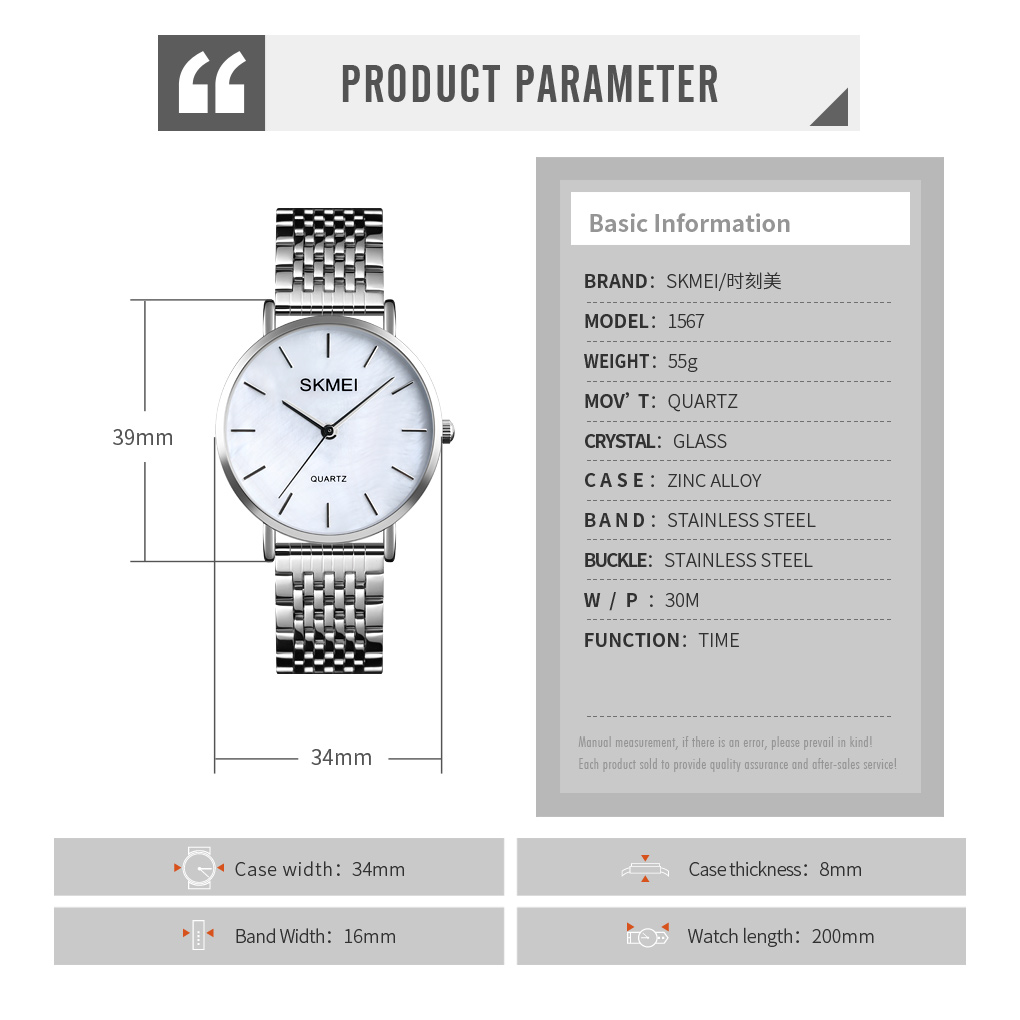 PRODUCT PARAMETER
Basic Information
BRAND: SKMEI/时刻美
MODEL: 1567
WEIGHT: 55g
MOV' T: QUARTZ
CRYSTAL: GLASS
CASE: ZINC ALLOY
BAND: STAINLESS STEEL
BUCKLE: STAINLESS STEEL
W / P : 30M
FUNCTION: TIME
Manual measurement, if there is an error, please prevail in kind!
Each product sold to provide quality assurance and after-sales service!
SKMEI
QUARTZ
39mm
34mm
Case width: 34mm
Case thickness: 8mm
Band Width: 16mm
Watch length: 200mm